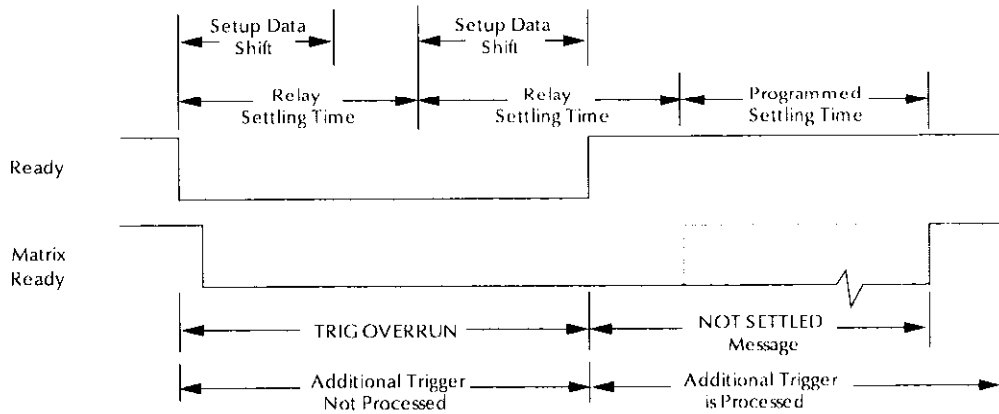 Setup Data
Shift
Setup Data
Shift
Relay
Settling Time
Relay
Settling Time
Programmed
Settling Time
Ready
Matrix
Ready
TRIG OVERRUN
NOT SETTLED
Message
Additional Trigger
Not Processed
Additional Trigger
is Processed